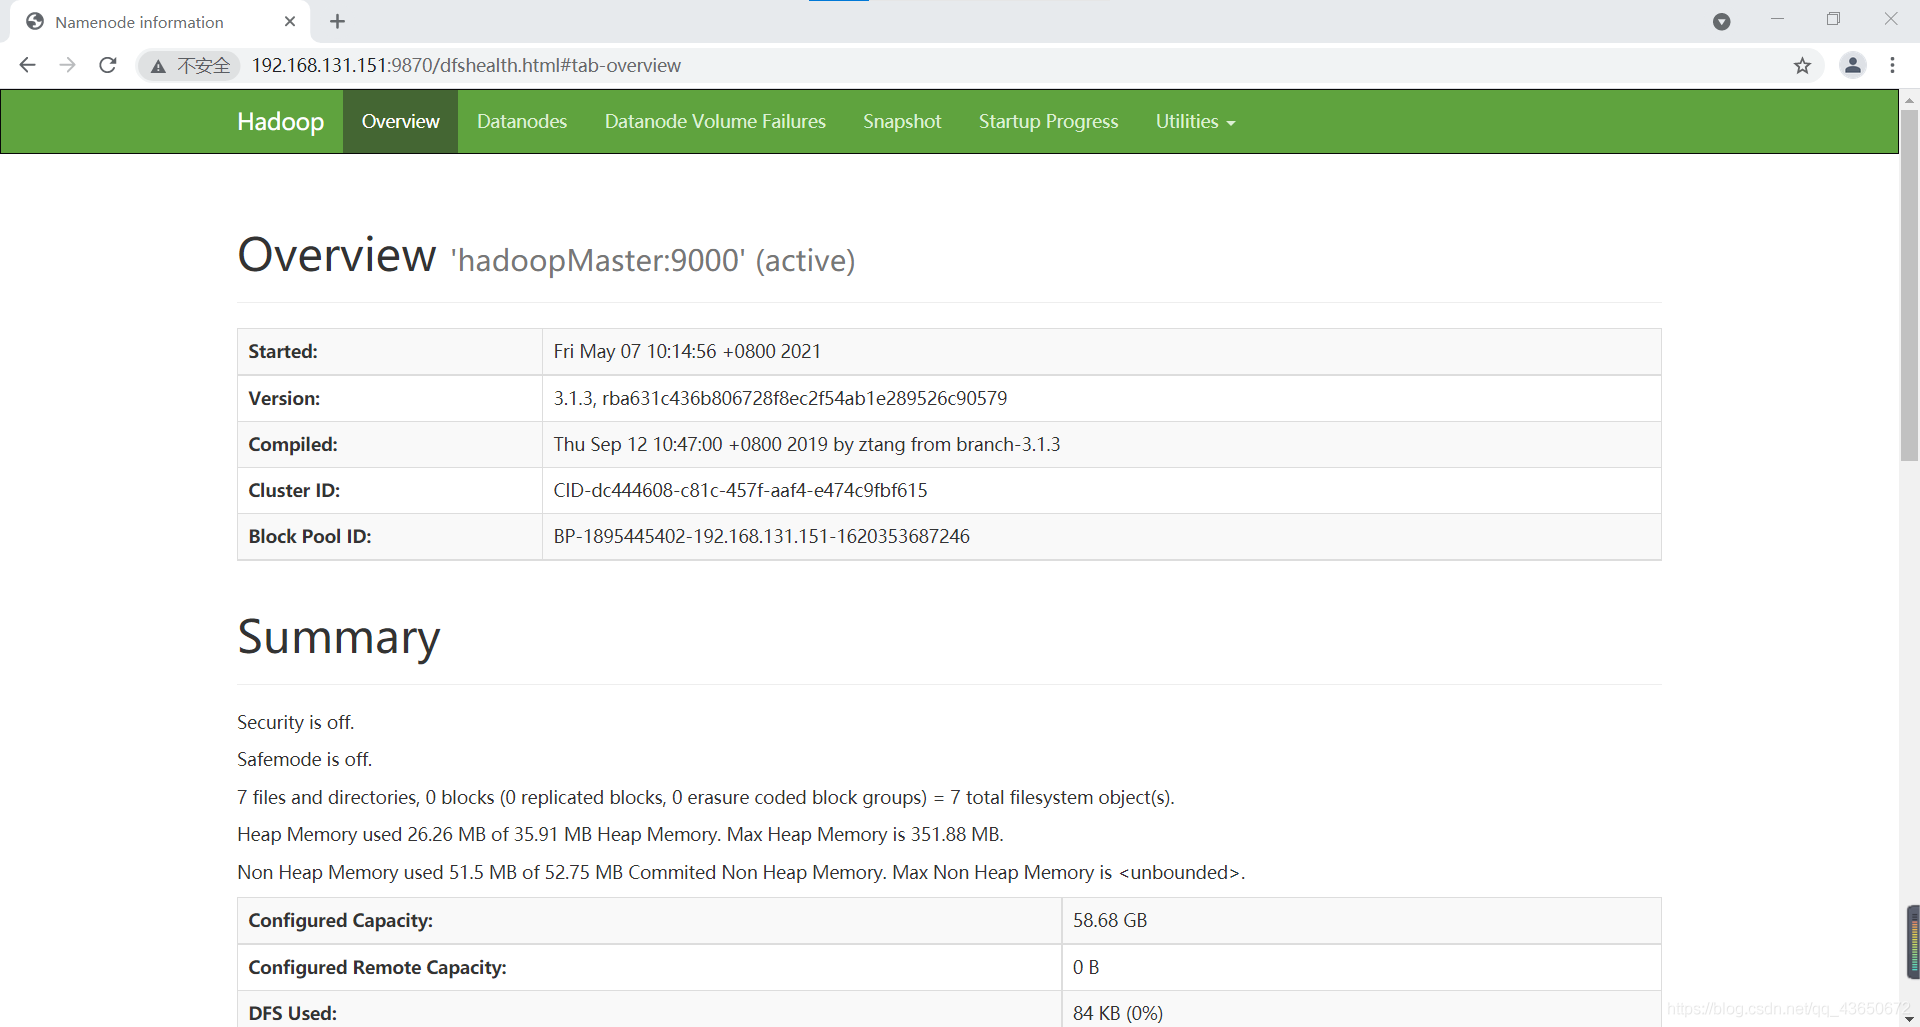 Namenode information
不安全 192.168.131.151:9870/dfshealth.html#tab-overview
Hadoop Overview Datanodes Datanode Volume Failures Snapshot Startup Progress Utilities
Overview 'hadoopMaster:9000' (active)
Started: Fri May 07 10:14:56 +0800 2021
Version: 3.1.3, rba631c436b806728f8ec2f54ab1e289526c90579
Compiled: Thu Sep 12 10:47:00 +0800 2019 by ztang from branch-3.1.3
Cluster ID: CID-dc444608-c81c-457f-aaf4-e474c9fbf615
Block Pool ID: BP-1895445402-192.168.131.151-1620353687246
Summary
Security is off.
Safemode is off.
7 files and directories, 0 blocks (0 replicated blocks, 0 erasure coded block groups) = 7 total filesystem object(s).
Heap Memory used 26.26 MB of 35.91 MB Heap Memory. Max Heap Memory is 351.88 MB.
Non Heap Memory used 51.5 MB of 52.75 MB Commited Non Heap Memory. Max Non Heap Memory is <unbounded>.
Configured Capacity: 58.68 GB
Configured Remote Capacity: 0 B
DFS Used: 84 KB (0%)
https://blog.csdn.net/qq_43650672